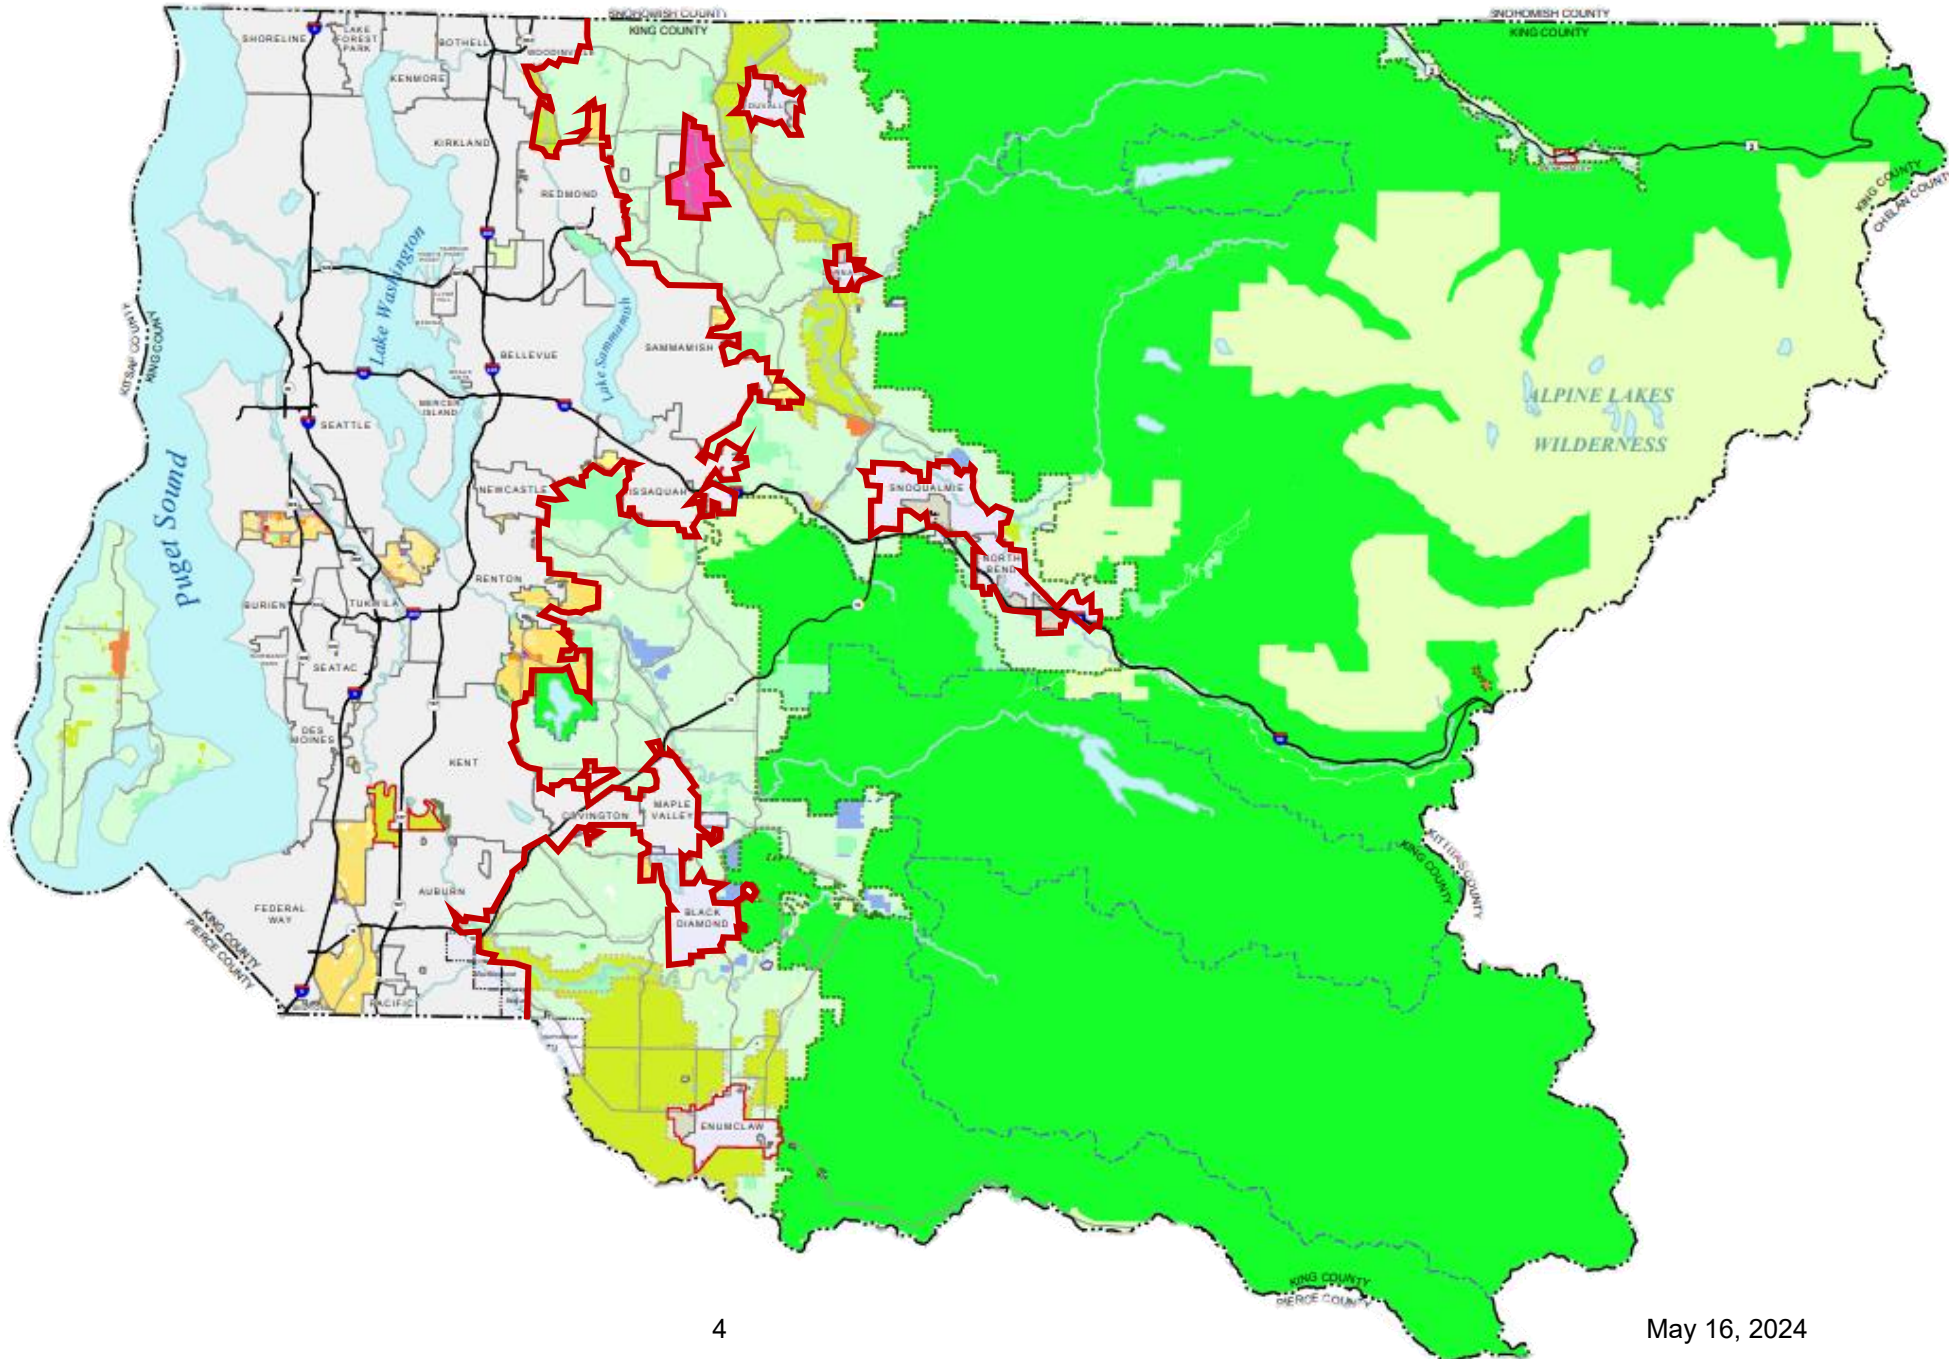 SNOHOMISH COUNTY
KING COUNTY
SNOHOMISH COUNTY
KING COUNTY
SHORELINE
LAKE
FOREST
PARK
BOTHELL
KENMORE
WOODINVILLE
DUVALL
KIRKLAND
REDMOND
KING COUNTY
CHELAN COUNTY
Lake Washington
Lake Sammamish
KITSAP COUNTY
KING COUNTY
BELLEVUE
SAMMAMISH
MERCER
ISLAND
SEATTLE
ALPINE LAKES
WILDERNESS
Puget Sound
NEWCASTLE
ISSAQUAH
SNOQUALMIE
NORTH
BEND
RENTON
BURIEN
TUKWILA
SEATAC
DES
MOINES
KENT
COVINGTON
MAPLE
VALLEY
KITTITAS COUNTY
KING COUNTY
AUBURN
FEDERAL
WAY
BLACK
DIAMOND
KING COUNTY
PIERCE COUNTY
PACIFIC
ENUMCLAW
KING COUNTY
PIERCE COUNTY
4
May 16, 2024